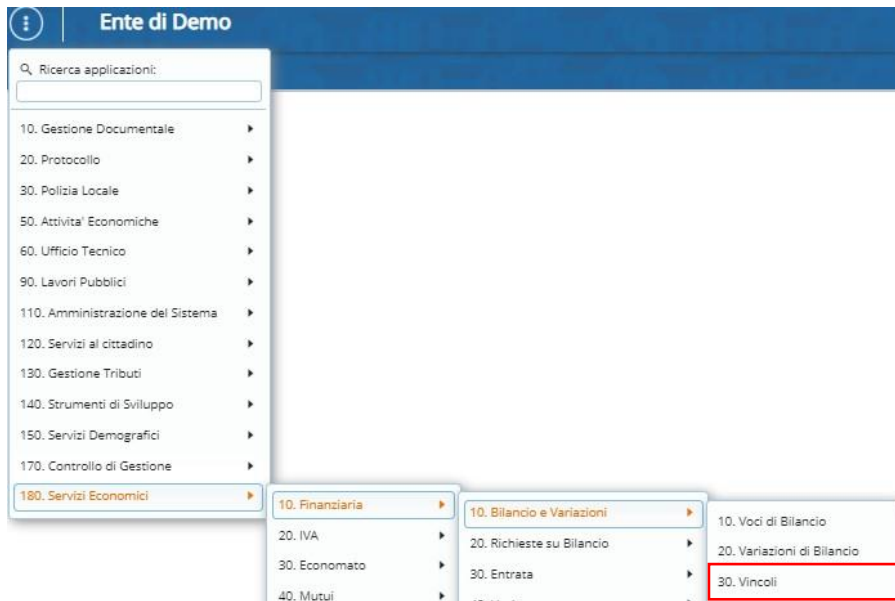 Ente di Demo
Ricerca applicazioni:
10. Gestione Documentale
20. Protocollo
30. Polizia Locale
50. Attivita' Economiche
60. Ufficio Tecnico
90. Lavori Pubblici
110. Amministrazione del Sistema
120. Servizi al cittadino
130. Gestione Tributi
140. Strumenti di Sviluppo
150. Servizi Demografici
170. Controllo di Gestione
180. Servizi Economici
10. Finanziaria
20. IVA
30. Economato
40. Mutui
10. Bilancio e Variazioni
20. Richieste su Bilancio
30. Entrata
10. Voci di Bilancio
20. Variazioni di Bilancio
30. Vincoli